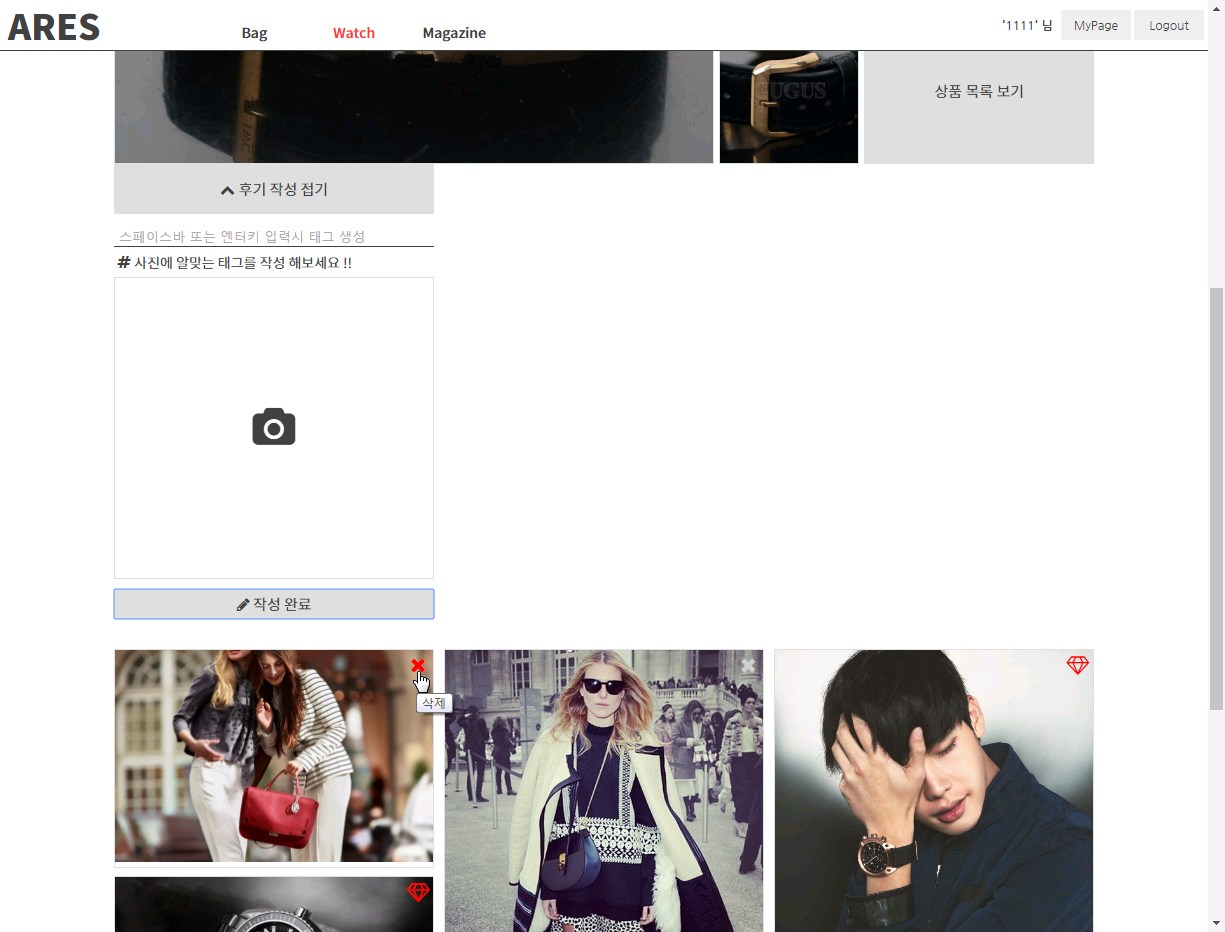 ARES
Bag Watch Magazine
'1111' 님 MyPage Logout
UGUS
상품 목록 보기
후기 작성 접기
스페이스바 또는 엔터키 입력시 태그 생성
# 사진에 알맞는 태그를 작성 해보세요 !!
작성 완료
삭제